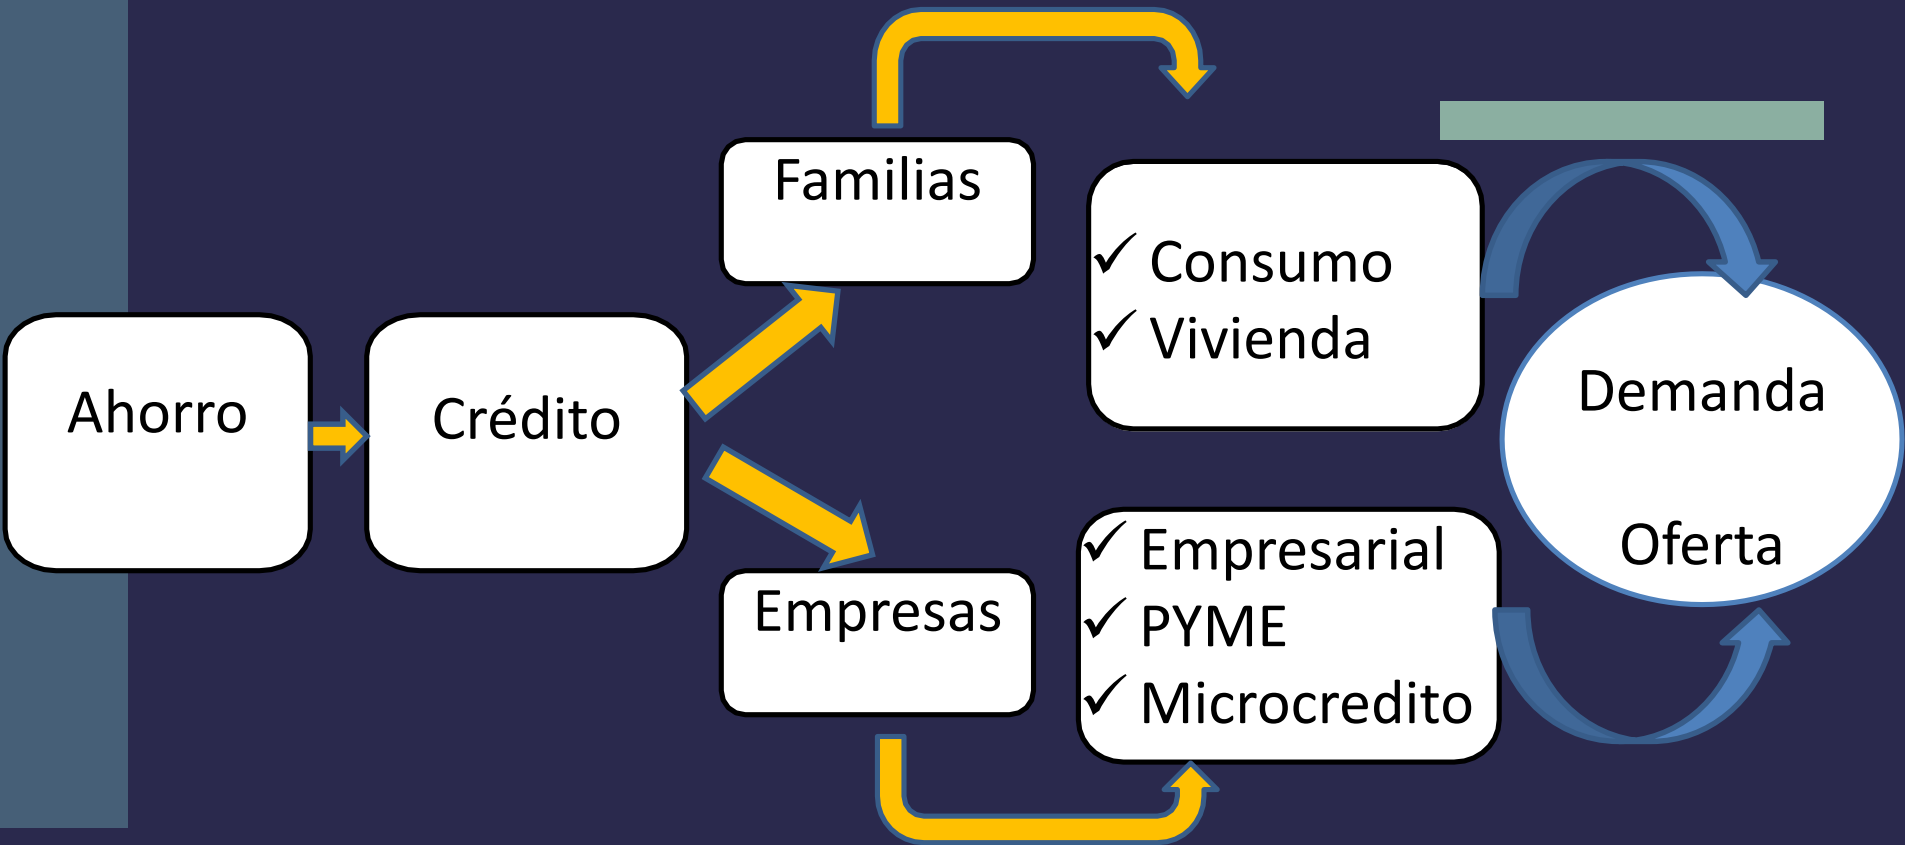 Ahorro
Crédito
Familias
✓ Consumo
✓ Vivienda
Empresas
✓ Empresarial
✓ PYME
✓ Microcredito
Demanda
Oferta